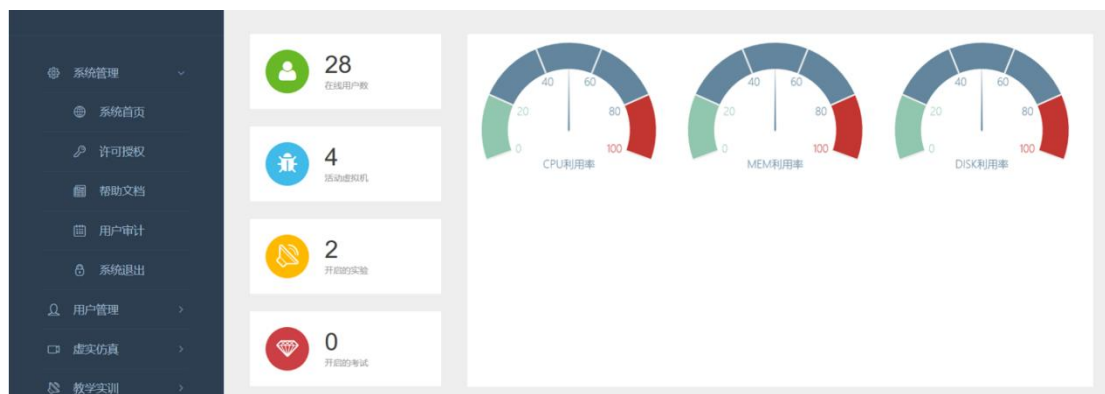 系统管理
系统首页
许可授权
帮助文档
用户审计
系统退出
用户管理
虚实仿真
教学实训
28
在线用户数
4
活动虚拟机
2
开启的实验
0
开启的考试
0
20
40
60
80
100
CPU利用率
0
20
40
60
80
100
MEM利用率
0
20
40
60
80
100
DISK利用率